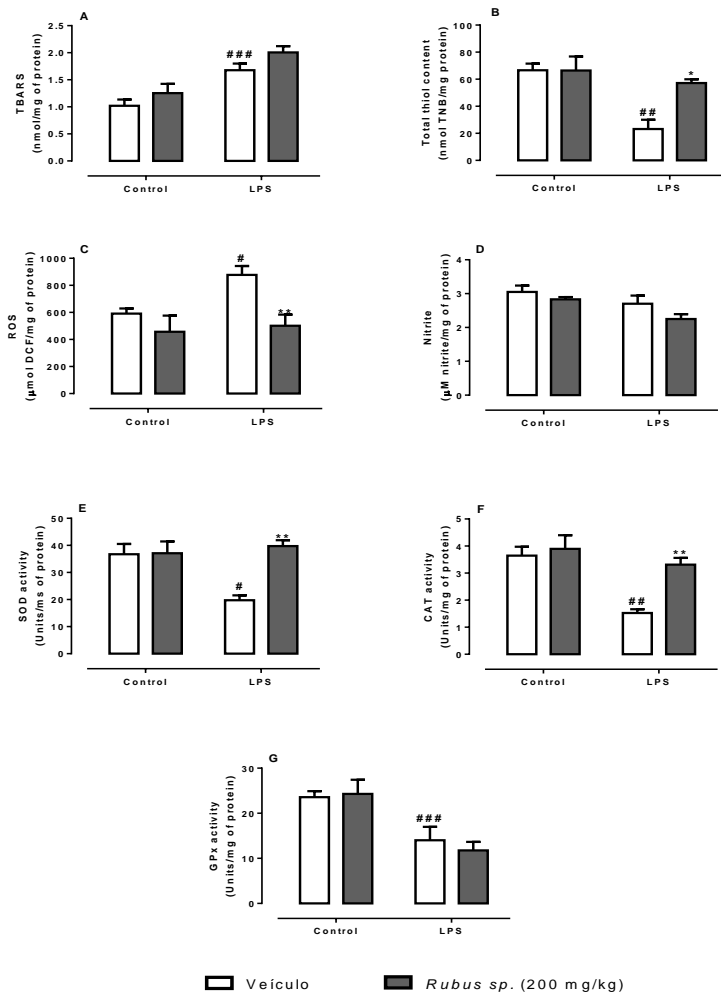 A
TBARS
(nmol/mg of protein)
2.5
2.0
1.5
1.0
0.5
0.0
###
Control
LPS
B
Total thiol content
(nmol TNB/mg protein)
100
80
60
40
20
0
##
*
Control
LPS
C
ROS
(µmol DCF/mg of protein)
1000
800
600
400
200
0
#
**
Control
LPS
D
Nitrite
(µM nitrite/mg of protein)
4
3
2
1
0
Control
LPS
E
SOD activity
(Units/ms of protein)
50
40
30
20
10
0
#
**
Control
LPS
F
CAT activity
(Units/mg of protein)
5
4
3
2
1
0
##
**
Control
LPS
G
GPx activity
(Units/mg of protein)
30
20
10
0
###
Control
LPS
Veículo
Rubus sp. (200 mg/kg)